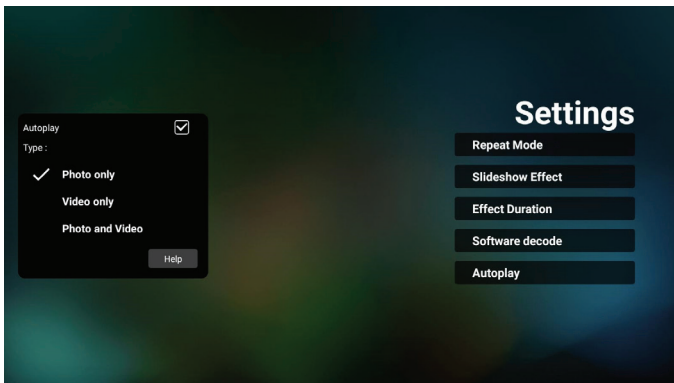 Settings
Autoplay
Type :
Photo only
Video only
Photo and Video
Help
Repeat Mode
Slideshow Effect
Effect Duration
Software decode
Autoplay